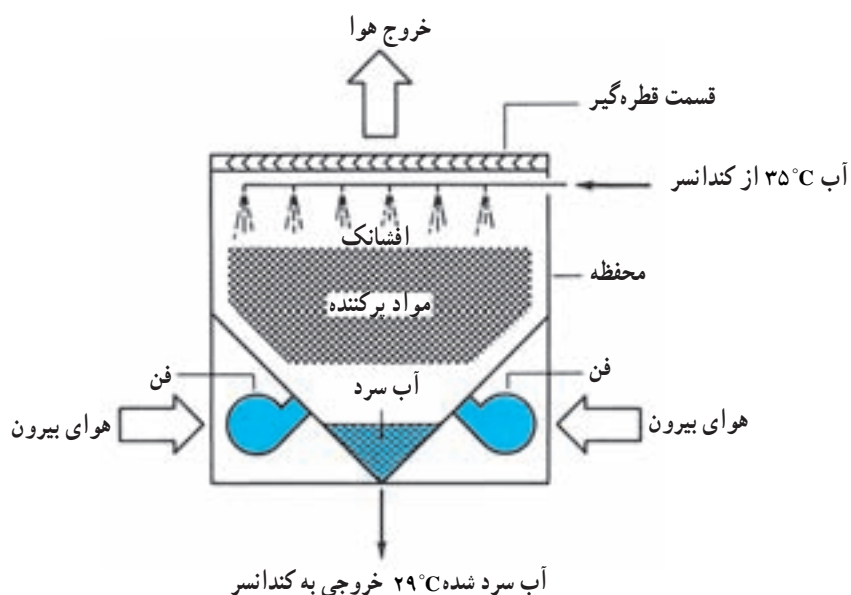 خروج هوا
قسمت قطره‌گیر
آب ۳۵°C از کندانسر
افشانک
محفظه
مواد پرکننده
فن
آب سرد
فن
هوای بیرون
هوای بیرون
آب سرد شده ۲۹°C خروجی به کندانسر